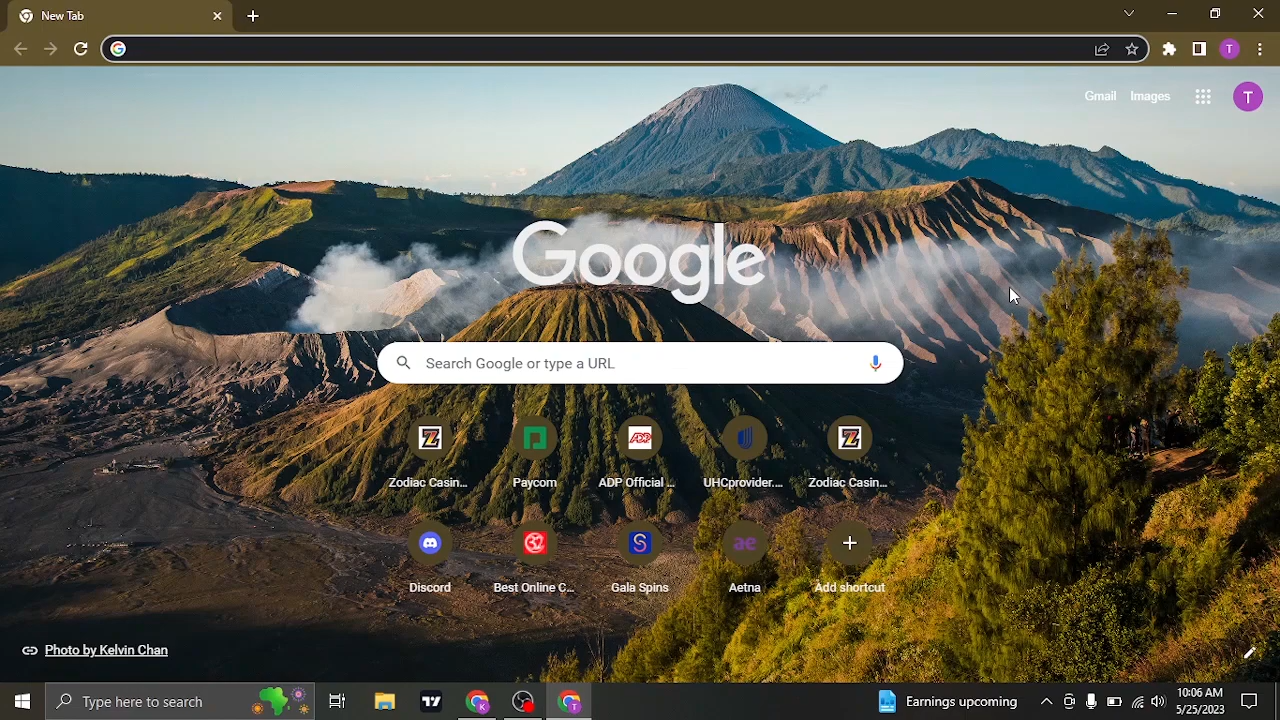 New Tab
Gmail Images
T
T
Google
Search Google or type a URL
Zodiac Casin... Paycom ADP Official ... UHCprovider.... Zodiac Casin...
ADP
ae
Discord Best Online C... Gala Spins Aetna Add shortcut
Photo by Kelvin Chan
Type here to search
Earnings upcoming
10:06 AM
5/25/2023